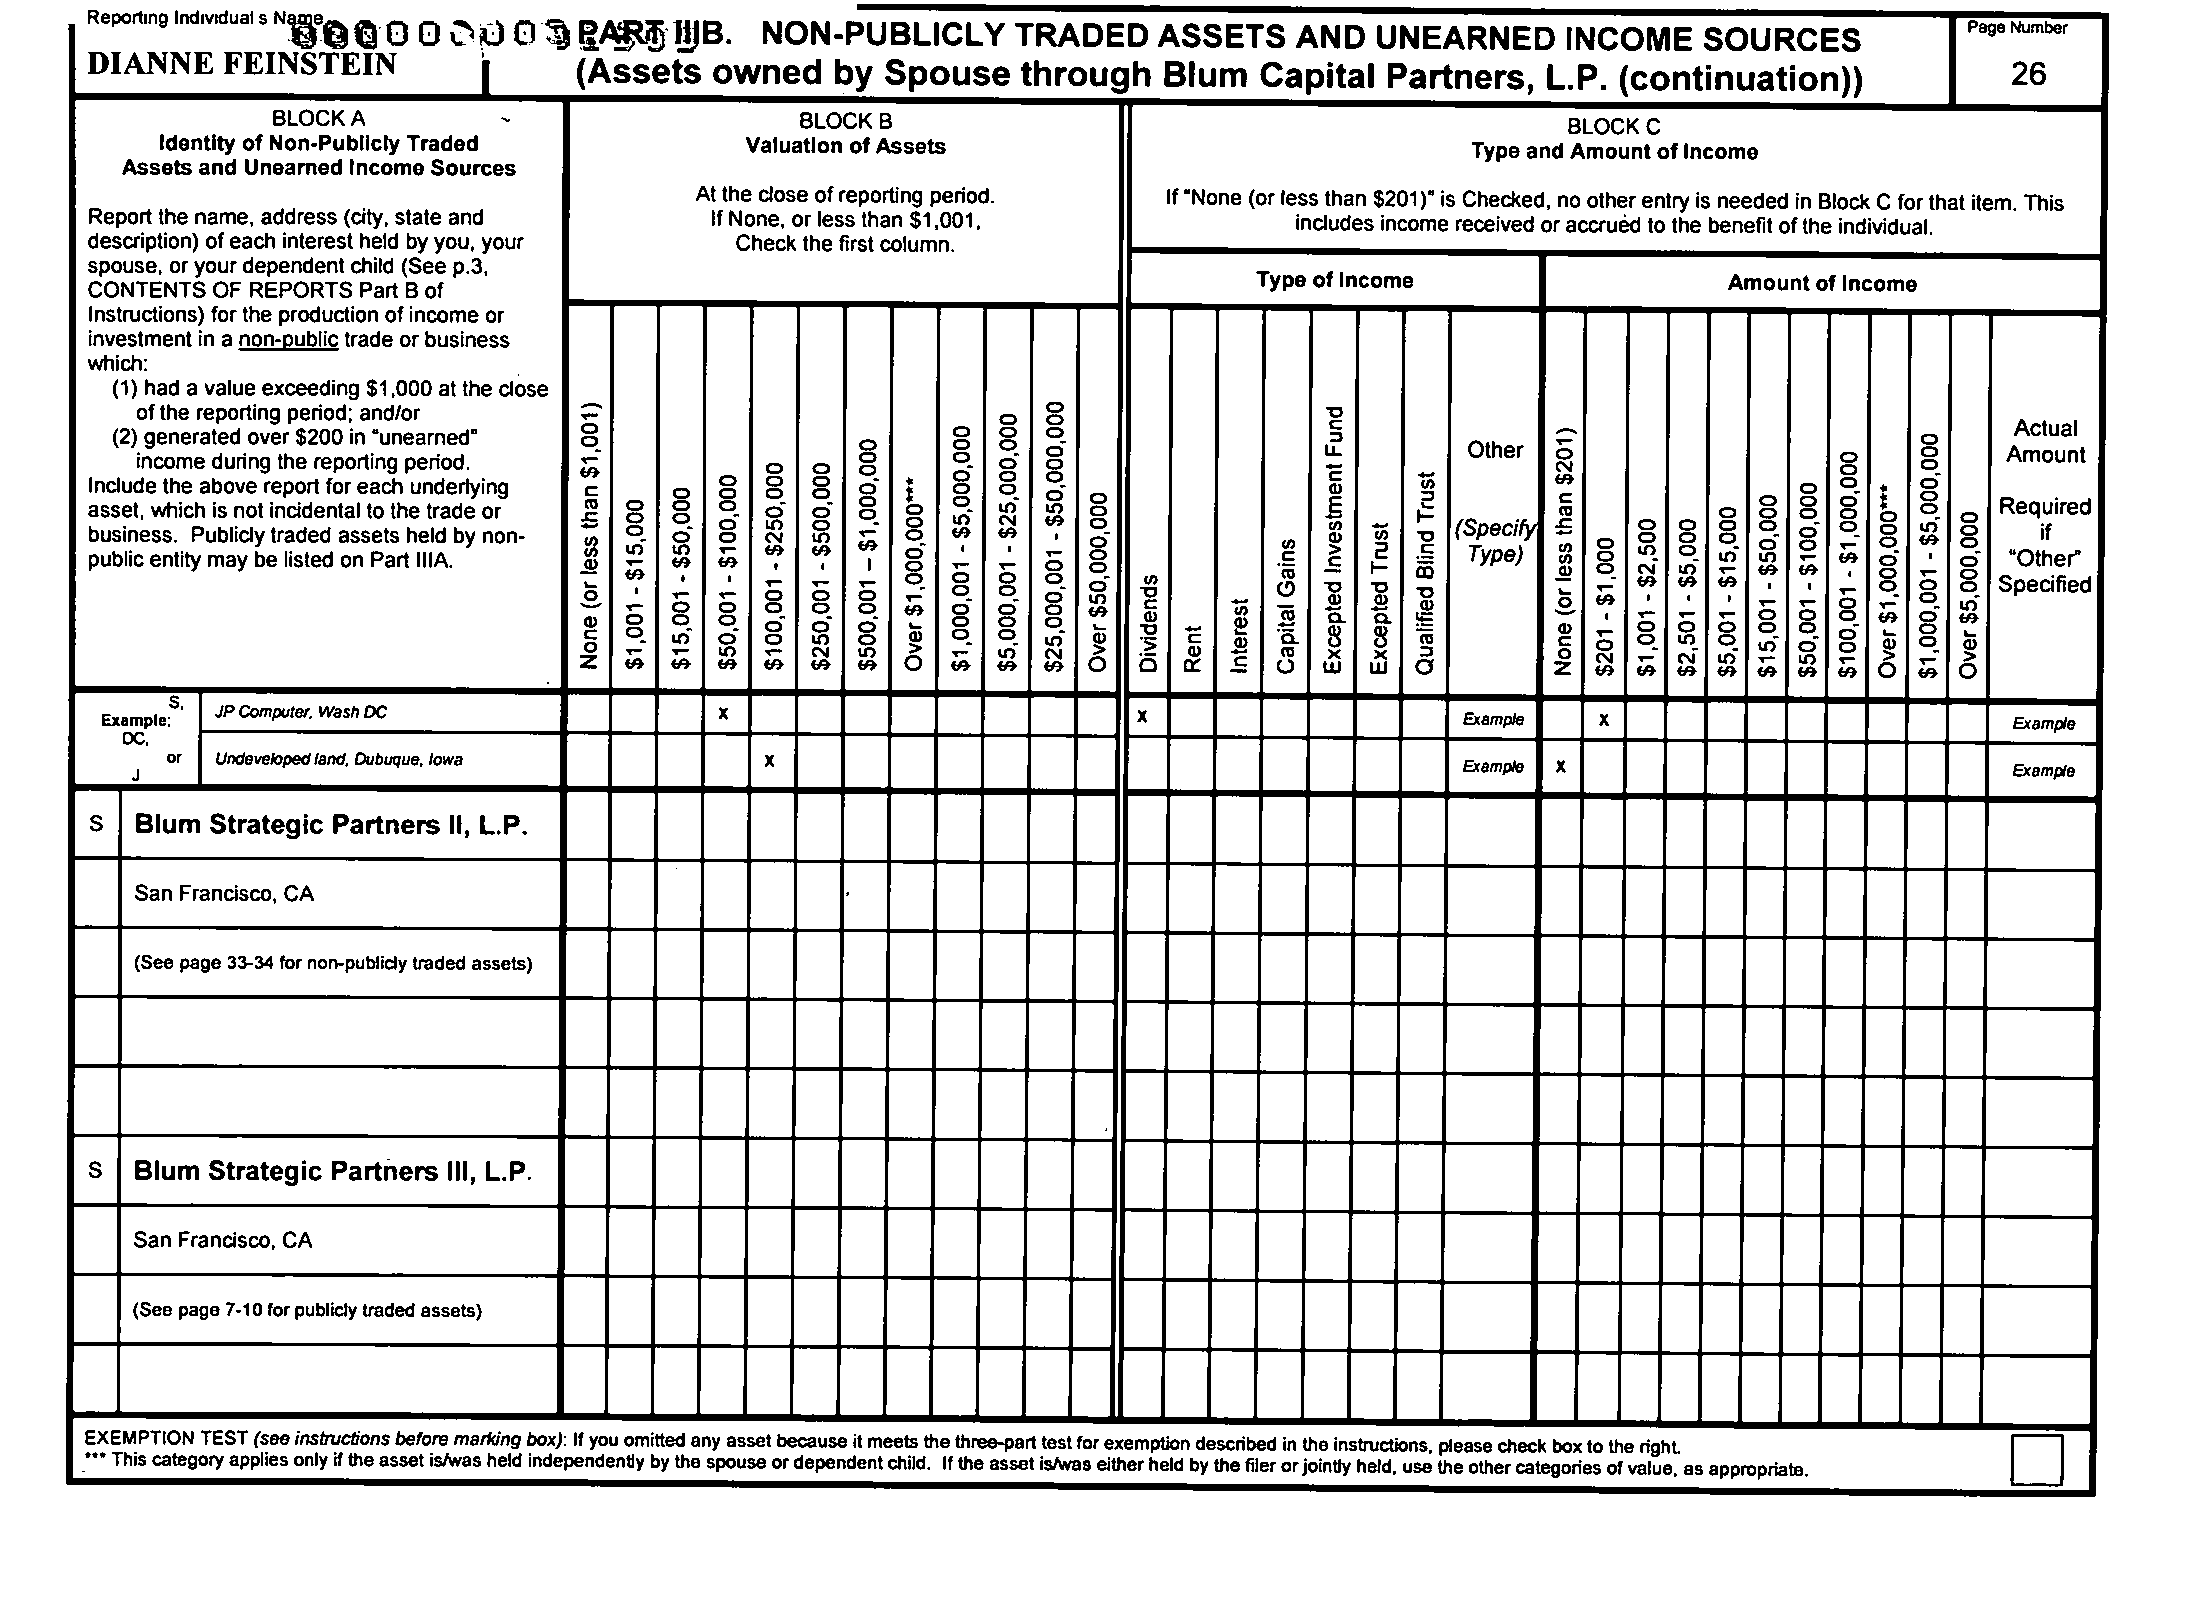 Reporting Individual s Name
DIANNE FEINSTEIN
PART IIIB. NON-PUBLICLY TRADED ASSETS AND UNEARNED INCOME SOURCES
(Assets owned by Spouse through Blum Capital Partners, L.P. (continuation))
Page Number
26
BLOCK A
Identity of Non-Publicly Traded
Assets and Unearned Income Sources
Report the name, address (city, state and
description) of each interest held by you, your
spouse, or your dependent child (See p.3,
CONTENTS OF REPORTS Part B of
Instructions) for the production of income or
investment in a non-public trade or business
which:
(1) had a value exceeding $1,000 at the close
of the reporting period; and/or
(2) generated over $200 in "unearned"
income during the reporting period.
Include the above report for each underlying
asset, which is not incidental to the trade or
business. Publicly traded assets held by non-
public entity may be listed on Part IIIA.
BLOCK B
Valuation of Assets
At the close of reporting period.
If None, or less than $1,001,
Check the first column.
None (or less than $1,001)
$1,001 - $15,000
$15,001 - $50,000
$50,001 - $100,000
$100,001 - $250,000
$250,001 - $500,000
$500,001 – $1,000,000
Over $1,000,000***
$1,000,001 - $5,000,000
$5,000,001 - $25,000,000
$25,000,001 - $50,000,000
Over $50,000,000
BLOCK C
Type and Amount of Income
If "None (or less than $201)" is Checked, no other entry is needed in Block C for that item. This
includes income received or accrued to the benefit of the individual.
Type of Income
Dividends
Rent
Interest
Capital Gains
Excepted Investment Fund
Excepted Trust
Qualified Blind Trust
Other
(Specify
Type)
Amount of Income
None (or less than $201)
$201 - $1,000
$1,001 - $2,500
$2,501 - $5,000
$5,001 - $15,000
$15,001 - $50,000
$50,001 - $100,000
$100,001 - $1,000,000
Over $1,000,000***
$1,000,001 - $5,000,000
Over $5,000,000
Actual
Amount
Required
if
"Other"
Specified
S,
Example:
DC,
or
J
JP Computer, Wash DC X X Example X Example
Undeveloped land, Dubuque, Iowa X Example X Example
S Blum Strategic Partners II, L.P.
San Francisco, CA
(See page 33-34 for non-publicly traded assets)
S Blum Strategic Partners III, L.P.
San Francisco, CA
(See page 7-10 for publicly traded assets)
EXEMPTION TEST (see instructions before marking box): If you omitted any asset because it meets the three-part test for exemption described in the instructions, please check box to the right.
*** This category applies only if the asset is/was held independently by the spouse or dependent child. If the asset is/was either held by the filer or jointly held, use the other categories of value, as appropriate.